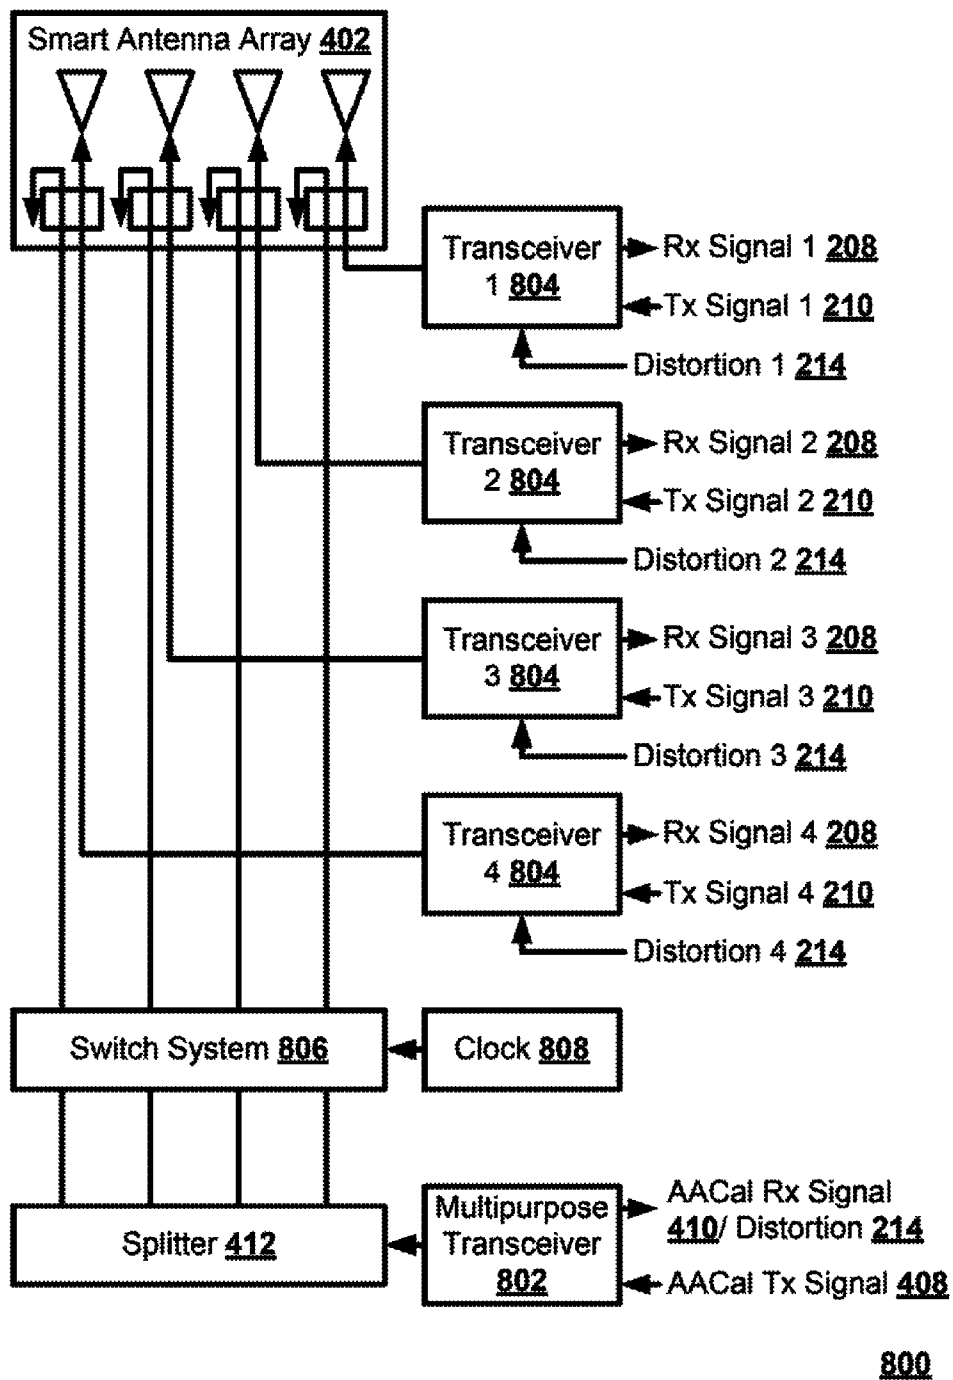 Smart Antenna Array 402
Transceiver
1 804
Rx Signal 1 208
Tx Signal 1 210
Distortion 1 214
Transceiver
2 804
Rx Signal 2 208
Tx Signal 2 210
Distortion 2 214
Transceiver
3 804
Rx Signal 3 208
Tx Signal 3 210
Distortion 3 214
Transceiver
4 804
Rx Signal 4 208
Tx Signal 4 210
Distortion 4 214
Switch System 806
Clock 808
Splitter 412
Multipurpose
Transceiver
802
AACal Rx Signal
410/ Distortion 214
AACal Tx Signal 408
800